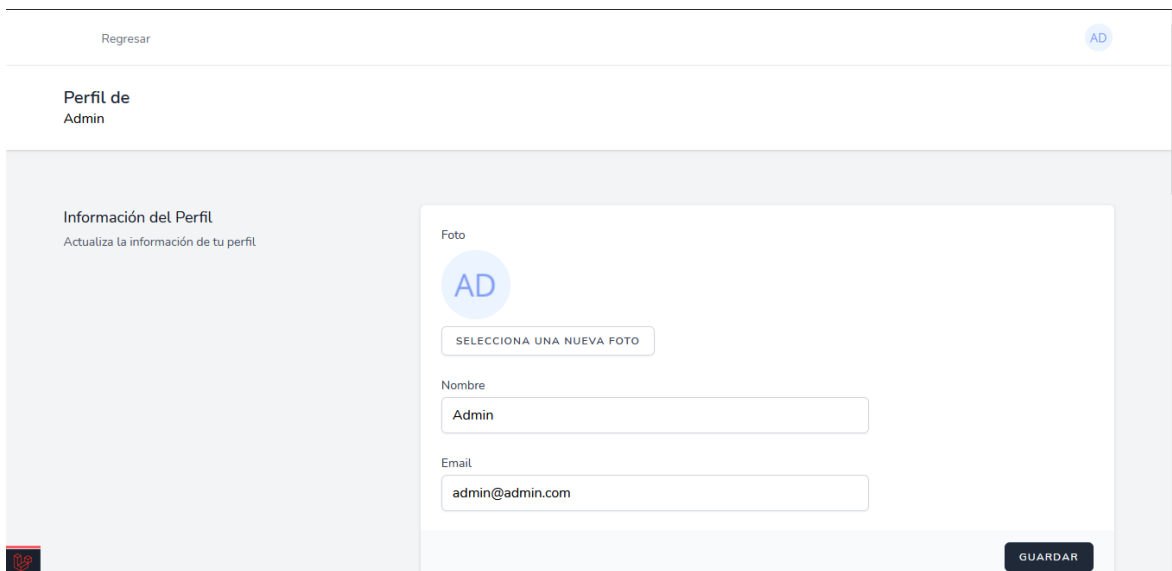 Regresar
AD
Perfil de
Admin
Información del Perfil
Actualiza la información de tu perfil
Foto
AD
SELECCIONA UNA NUEVA FOTO
Nombre
Admin
Email
admin@admin.com
GUARDAR